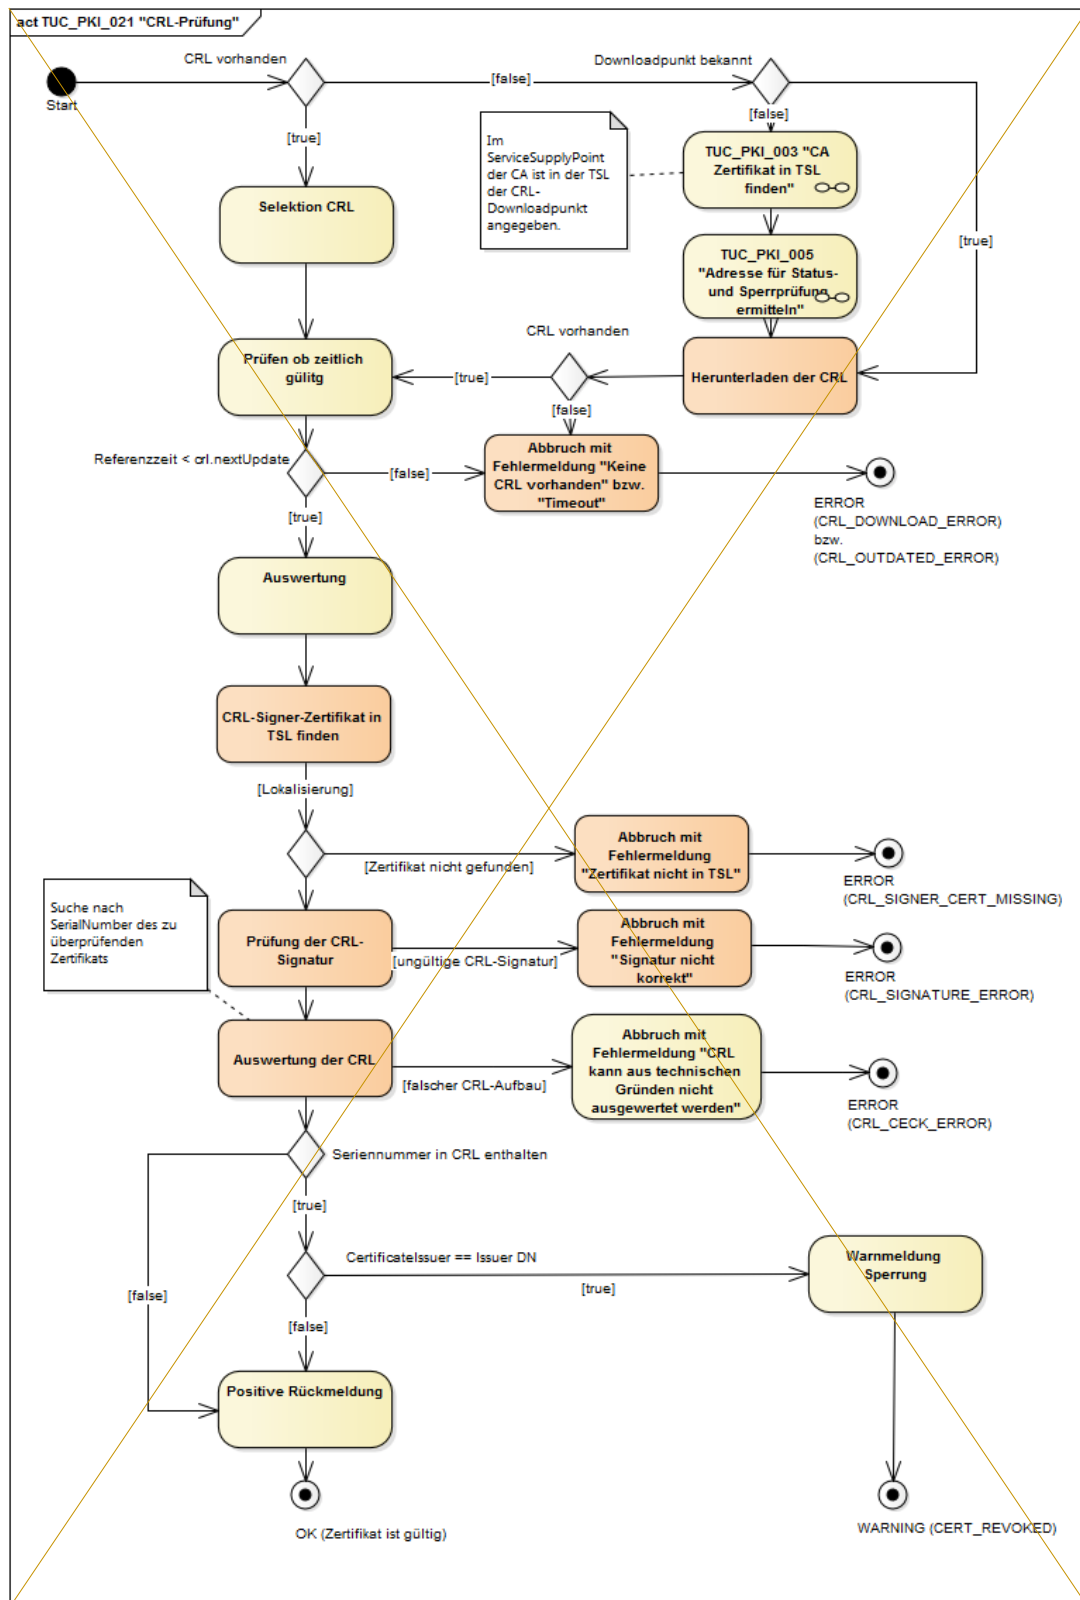 act TUC_PKI_021 "CRL-Prüfung"
CRL vorhanden
Downloadpunkt bekannt
Start
[false]
[true]
[false]
Im
ServiceSupplyPoint
der CA ist in der TSL
der CRL-
Downloadpunkt
angegeben.
TUC_PKI_003 "CA
Zertifikat in TSL
finden"
Selektion CRL
[true]
TUC_PKI_005
"Adresse für Status-
und Sperrprüfung
ermitteln"
CRL vorhanden
Prüfen ob zeitlich
gülitg
[true]
Herunterladen der CRL
[false]
Referenzzeit < crl.nextUpdate
[false]
Abbruch mit
Fehlermeldung "Keine
CRL vorhanden" bzw.
"Timeout"
ERROR
(CRL_DOWNLOAD_ERROR)
bzw.
(CRL_OUTDATED_ERROR)
[true]
Auswertung
CRL-Signer-Zertifikat in
TSL finden
[Lokalisierung]
[Zertifikat nicht gefunden]
Abbruch mit
Fehlermeldung
"Zertifikat nicht in TSL"
ERROR
(CRL_SIGNER_CERT_MISSING)
Suche nach
SerialNumber des zu
überprüfenden
Zertifikats
Prüfung der CRL-
Signatur
[ungültige CRL-Signatur]
Abbruch mit
Fehlermeldung
"Signatur nicht
korrekt"
ERROR
(CRL_SIGNATURE_ERROR)
Auswertung der CRL
[falscher CRL-Aufbau]
Abbruch mit
Fehlermeldung "CRL
kann aus technischen
Gründen nicht
ausgewertet werden"
ERROR
(CRL_CECK_ERROR)
Seriennummer in CRL enthalten
[true]
CertificateIssuer == Issuer DN
[true]
Warnmeldung
Sperrung
[false]
[false]
Positive Rückmeldung
OK (Zertifikat ist gültig)
WARNING (CERT_REVOKED)